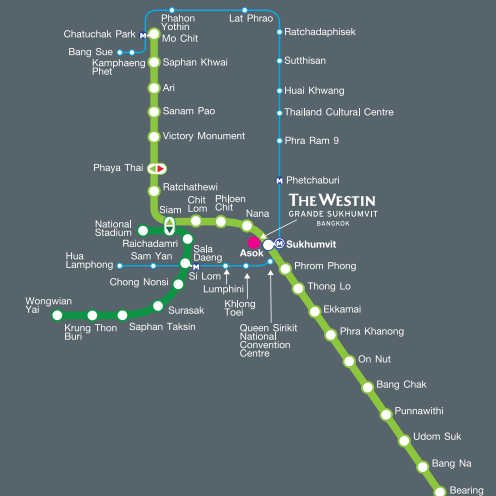 Phahon
Yothin
Lat Phrao
Chatuchak Park
M
Mo Chit
Ratchadaphisek
Bang Sue
Kamphaeng
Phet
Saphan Khwai
Sutthisan
Ari
Huai Khwang
Sanam Pao
Thailand Cultural Centre
Victory Monument
Phra Ram 9
Phaya Thai
M
Phetchaburi
Ratchathewi
Siam
Chit
Lom
Phloen
Chit
Nana
THE WESTIN
GRANDE SUKHUMVIT
BANGKOK
National
Stadium
Raichadamri
Asok
M
Sukhumvit
Hua
Lamphong
Sam Yan
Sala
Daeng
M
Si Lom
Phrom Phong
Chong Nonsi
Lumphini
Thong Lo
Wongwian
Yai
Surasak
Khlong
Toei
Ekkamai
Krung Thon
Buri
Saphan Taksin
Queen Sirikit
National
Convention
Centre
Phra Khanong
On Nut
Bang Chak
Punnawithi
Udom Suk
Bang Na
Bearing